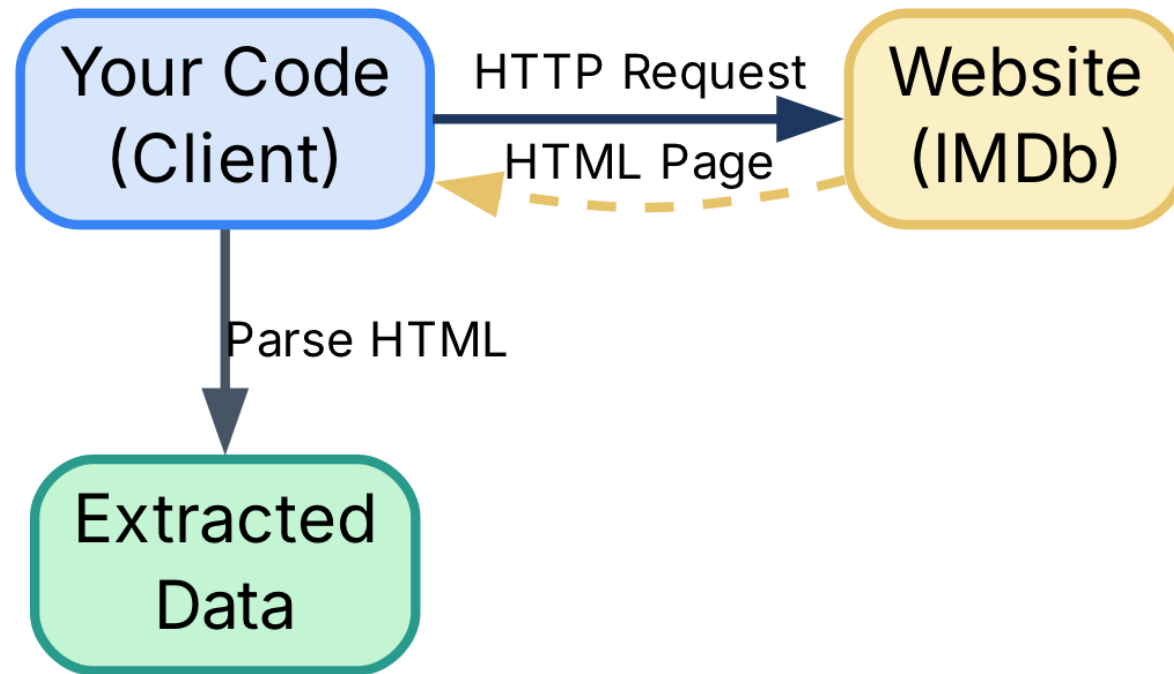 Your Code
(Client)
HTTP Request
HTML Page
Website
(IMDb)
Parse HTML
Extracted
Data